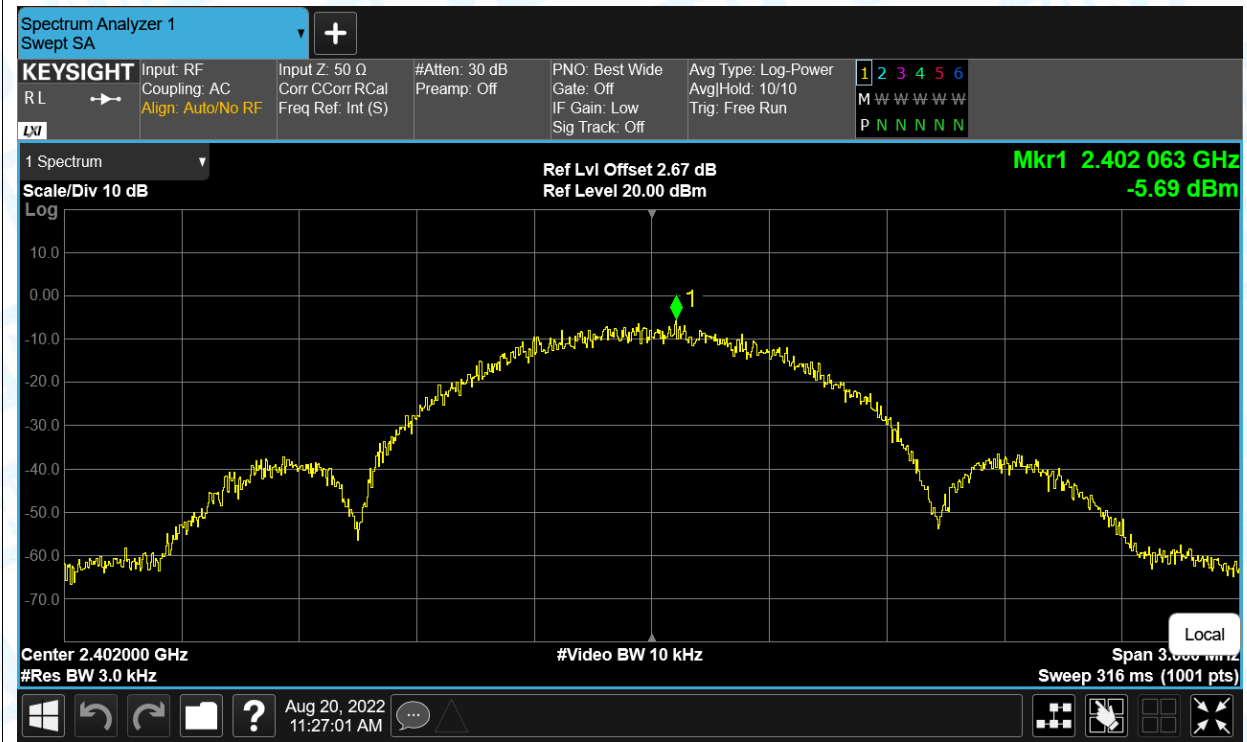 Spectrum Analyzer 1
Swept SA
KEYSIGHT
R L
LXI
Input: RF
Coupling: AC
Align: Auto/No RF
Input Z: 50 Ω
Corr CCorr RCal
Freq Ref: Int (S)
#Atten: 30 dB
Preamp: Off
PNO: Best Wide
Gate: Off
IF Gain: Low
Sig Track: Off
Avg Type: Log-Power
Avg|Hold: 10/10
Trig: Free Run
1 2 3 4 5 6
M W W W W W
P N N N N N
1 Spectrum
Scale/Div 10 dB
Log
Ref Lvl Offset 2.67 dB
Ref Level 20.00 dBm
Mkr1 2.402 063 GHz
-5.69 dBm
10.0
0.00
1
-10.0
-20.0
-30.0
-40.0
-50.0
-60.0
-70.0
Local
Center 2.402000 GHz
#Video BW 10 kHz
Span 3.000 MHz
#Res BW 3.0 kHz
Sweep 316 ms (1001 pts)
?
Aug 20, 2022
11:27:01 AM